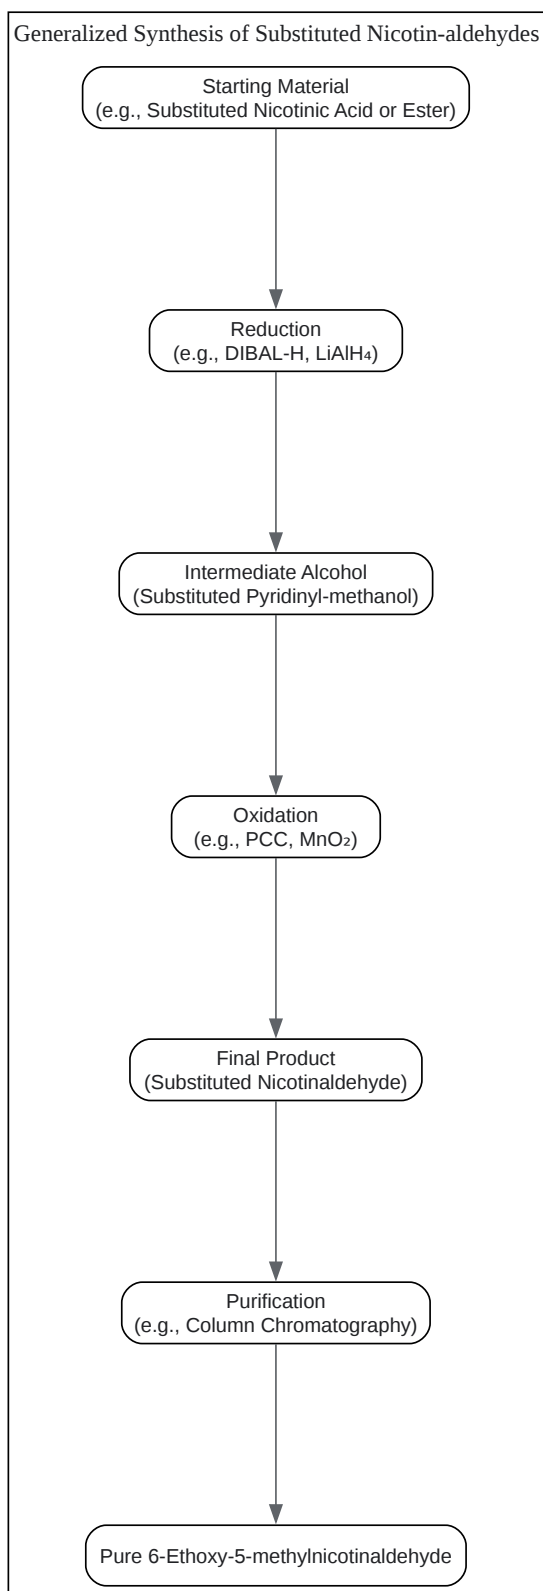 Generalized Synthesis of Substituted Nicotin-aldehydes
Starting Material
(e.g., Substituted Nicotinic Acid or Ester)
Reduction
(e.g., DIBAL-H, LiAlH₄)
Intermediate Alcohol
(Substituted Pyridinyl-methanol)
Oxidation
(e.g., PCC, MnO₂)
Final Product
(Substituted Nicotinaldehyde)
Purification
(e.g., Column Chromatography)
Pure 6-Ethoxy-5-methylnicotinaldehyde